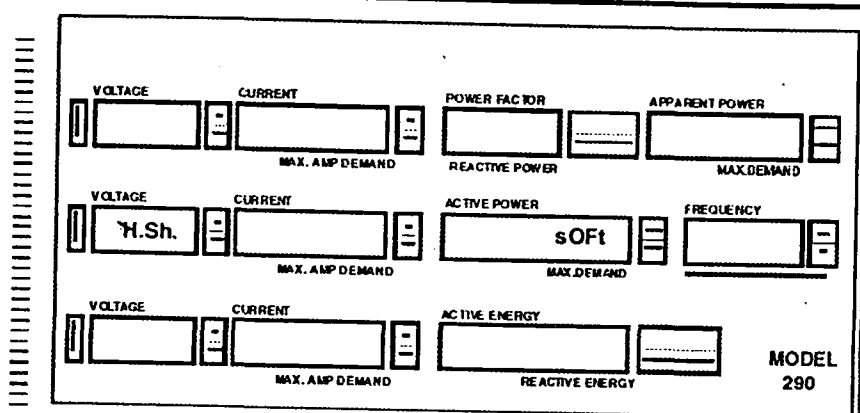 VOLTAGE CURRENT POWER FACTOR APPARENT POWER
MAX. AMP DEMAND REACTIVE POWER MAX.DEMAND
VOLTAGE CURRENT ACTIVE POWER FREQUENCY
H.Sh. sOFt
MAX. AMP DEMAND MAX.DEMAND
VOLTAGE CURRENT ACTIVE ENERGY
MODEL
290
MAX. AMP DEMAND REACTIVE ENERGY